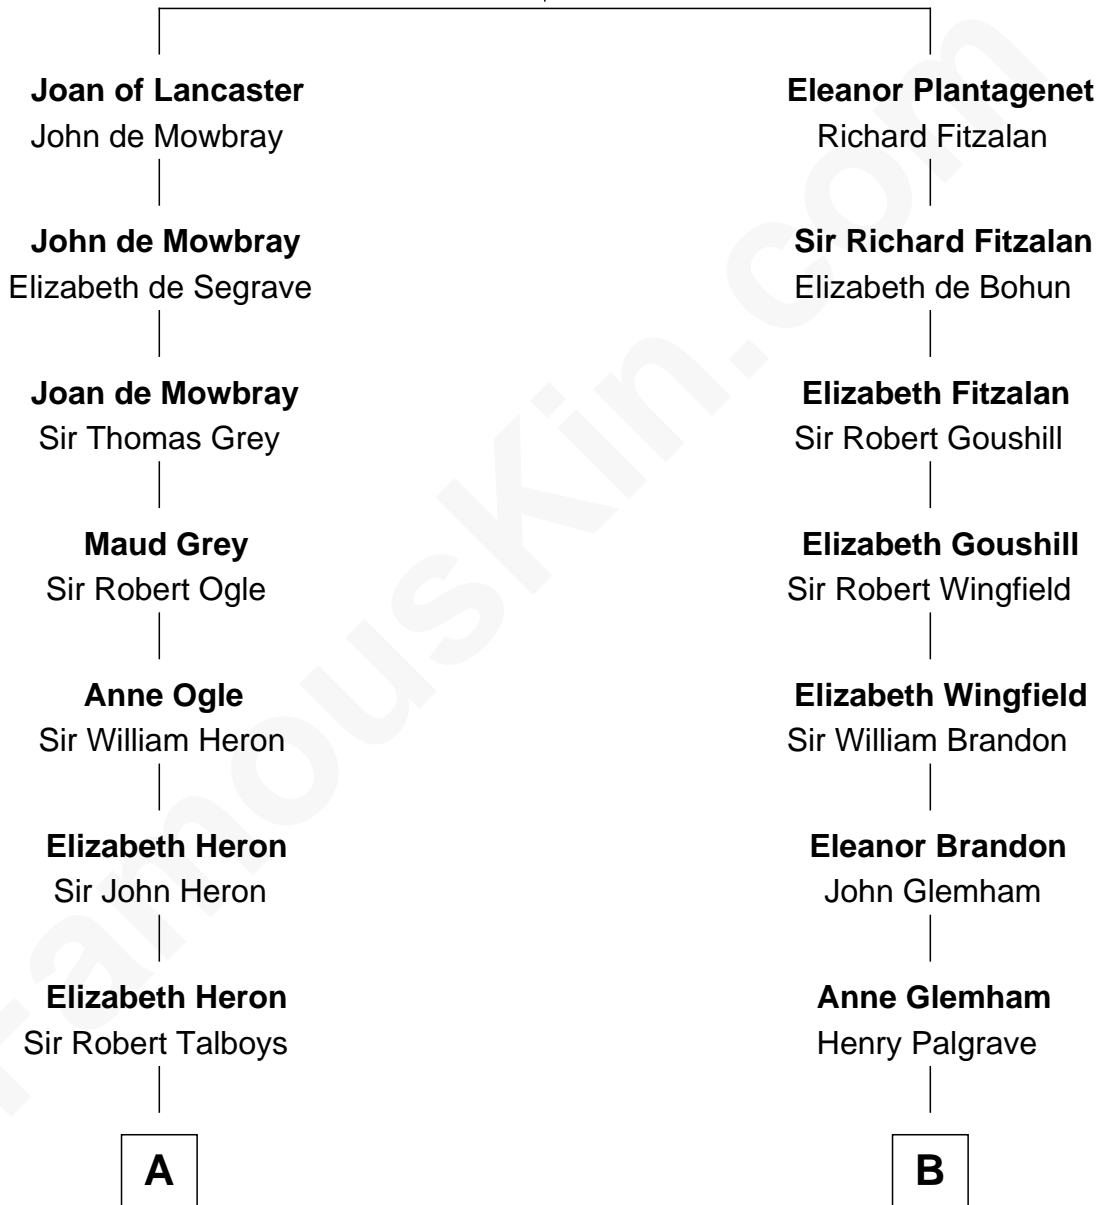 Joan of Lancaster
John de Mowbray
Eleanor Plantagenet
Richard Fitzalan
John de Mowbray
Elizabeth de Segrave
Sir Richard Fitzalan
Elizabeth de Bohun
Joan de Mowbray
Sir Thomas Grey
Elizabeth Fitzalan
Sir Robert Goushill
Maud Grey
Sir Robert Ogle
Elizabeth Goushill
Sir Robert Wingfield
Anne Ogle
Sir William Heron
Elizabeth Wingfield
Sir William Brandon
Elizabeth Heron
Sir John Heron
Eleanor Brandon
John Glemham
Elizabeth Heron
Sir Robert Talboys
Anne Glemham
Henry Palgrave
A
B
FamousKin.com